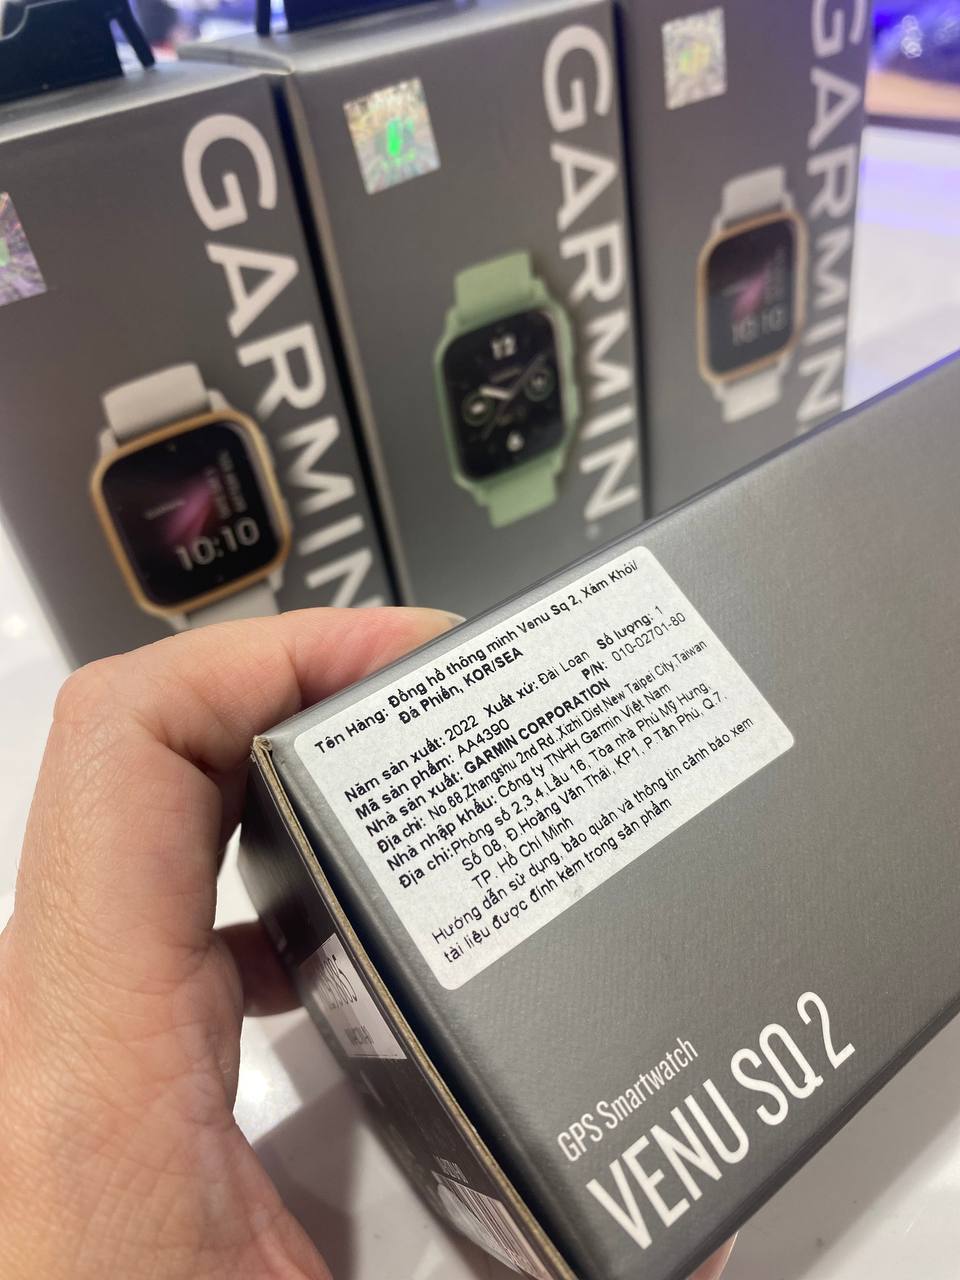 GARMIN
GARMIN
GARMIN
10:10
12
10:10
Tên Hàng: Đồng hồ thông minh Venu Sq 2, Xám Khói/
Đá Phiến, KOR/SEA
Năm sản xuất: 2022 Xuất xứ: Đài Loan Số lượng: 1
Mã sản phẩm: AA4390 P/N: 010-02701-80
Nhà sản xuất: GARMIN CORPORATION
Địa chỉ: No.68,Zhangshu 2nd Rd,Xizhi Dist,New Taipei City,Taiwan
Nhà nhập khẩu: Công ty TNHH Garmin Việt Nam
Địa chỉ:Phòng số 2,3,4,Lầu 16, Tòa nhà Phú Mỹ Hưng,
Số 08, Đ.Hoàng Văn Thái, KP1, P.Tân Phú, Q.7,
TP. Hồ Chí Minh
Hướng dẫn sử dụng, bảo quản và thông tin cảnh báo xem
tài liệu được đính kèm trong sản phẩm
GPS Smartwatch
VENU SQ 2